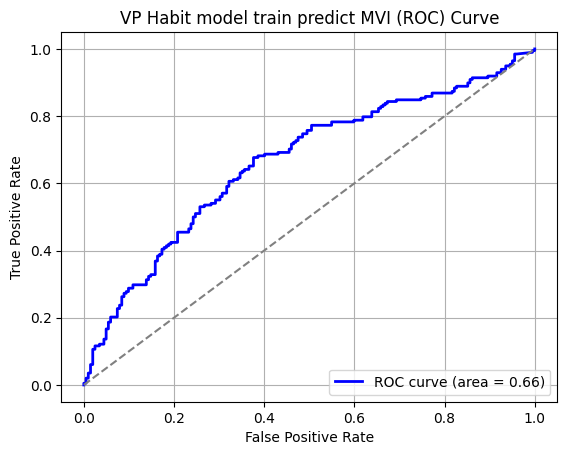 VP Habit model train predict MVI (ROC) Curve
True Positive Rate
1.0
0.8
0.6
0.4
0.2
0.0
ROC curve (area = 0.66)
0.0 0.2 0.4 0.6 0.8 1.0
False Positive Rate